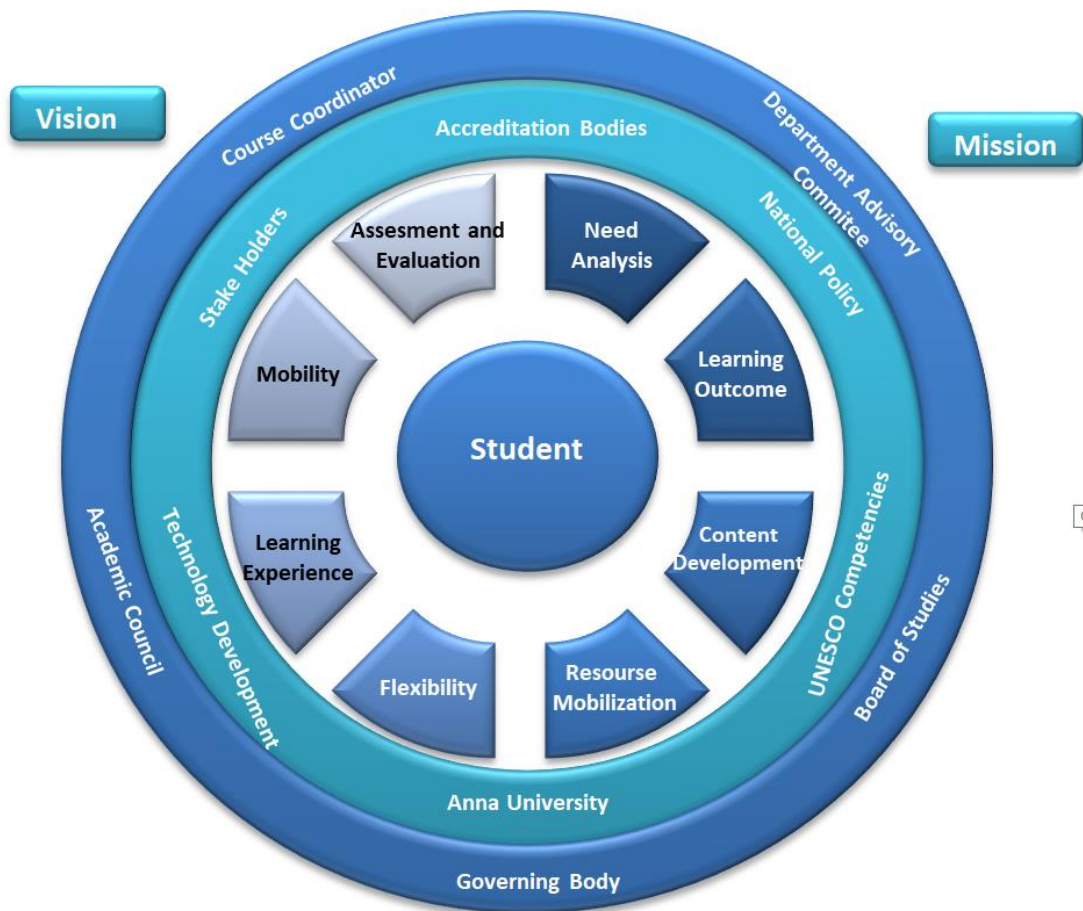 Vision
Mission
Course Coordinator
Department Advisory
Commitee
Accreditation Bodies
Stake Holders
National Policy
Assesment and
Evaluation
Need
Analysis
Mobility
Learning
Outcome
Student
Learning
Experience
Content
Development
Flexibility
Resourse
Mobilization
Technology Development
UNESCO Competencies
Academic Council
Board of Studies
Anna University
Governing Body